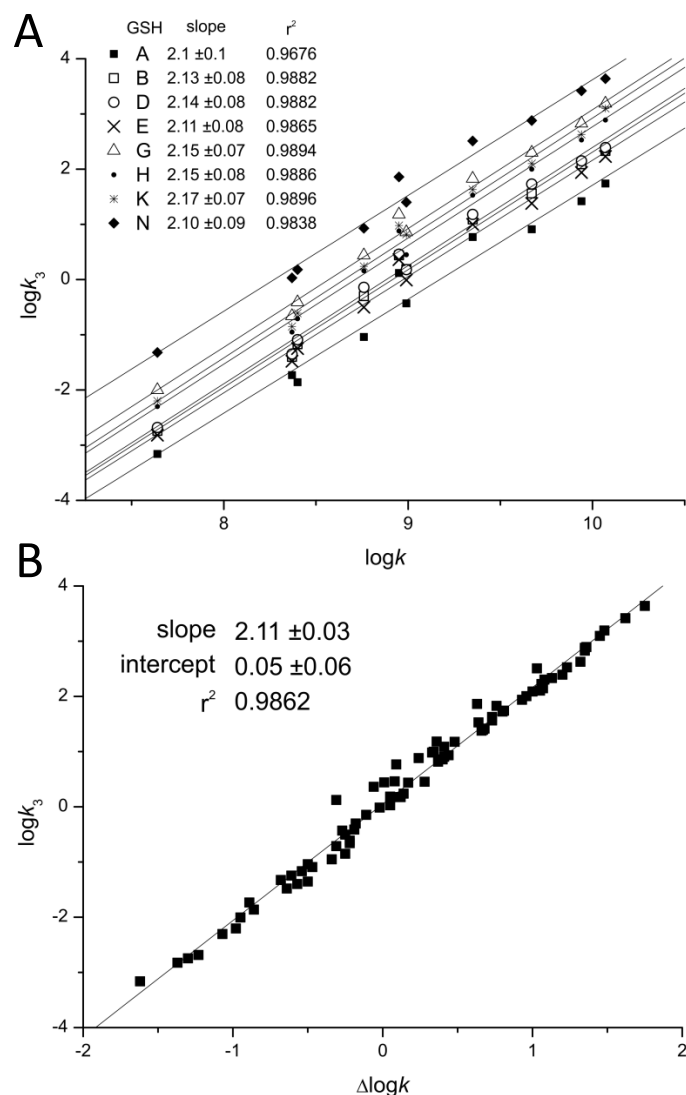 A
GSH slope r²
A 2.1 ±0.1 0.9676
B 2.13 ±0.08 0.9882
D 2.14 ±0.08 0.9882
E 2.11 ±0.08 0.9865
G 2.15 ±0.07 0.9894
H 2.15 ±0.08 0.9886
K 2.17 ±0.07 0.9896
N 2.10 ±0.09 0.9838
4
2
0
-2
-4
logk₃
8 9 10
logk
B
slope 2.11 ±0.03
intercept 0.05 ±0.06
r² 0.9862
4
2
0
-2
-4
logk₃
-2 -1 0 1 2
Δlogk